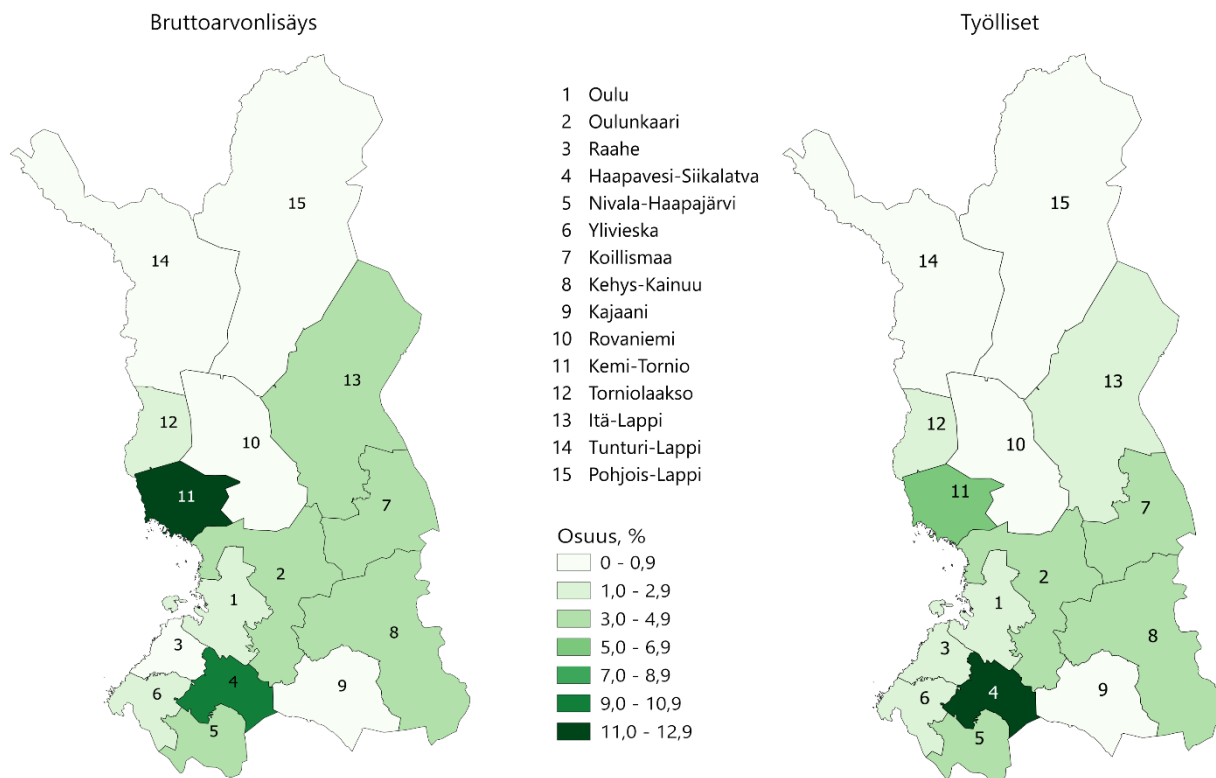 Bruttoarvonlisäys
Työlliset
1 Oulu
2 Oulunkaari
3 Raahe
4 Haapavesi-Siikalatva
5 Nivala-Haapajärvi
6 Ylivieska
7 Koillismaa
8 Kehys-Kainuu
9 Kajaani
10 Rovaniemi
11 Kemi-Tornio
12 Torniolaakso
13 Itä-Lappi
14 Tunturi-Lappi
15 Pohjois-Lappi
Osuus, %
0 - 0,9
1,0 - 2,9
3,0 - 4,9
5,0 - 6,9
7,0 - 8,9
9,0 - 10,9
11,0 - 12,9
15
14
13
12
10
11
7
2
1
8
3
4
9
6
5
15
14
13
12
10
11
7
2
1
8
3
4
9
6
5